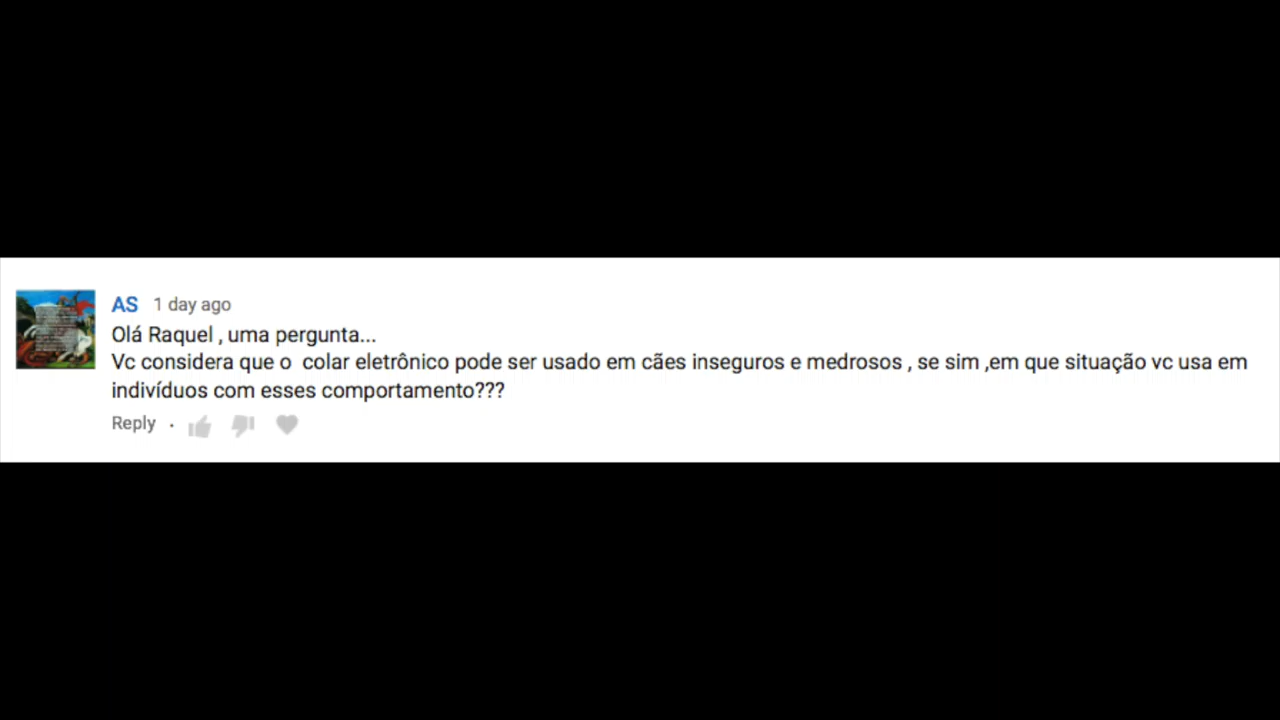 AS 1 day ago
Olá Raquel , uma pergunta...
Vc considera que o  colar eletrônico pode ser usado em cães inseguros e medrosos , se sim ,em que situação vc usa em
indivíduos com esses comportamento???
Reply ·